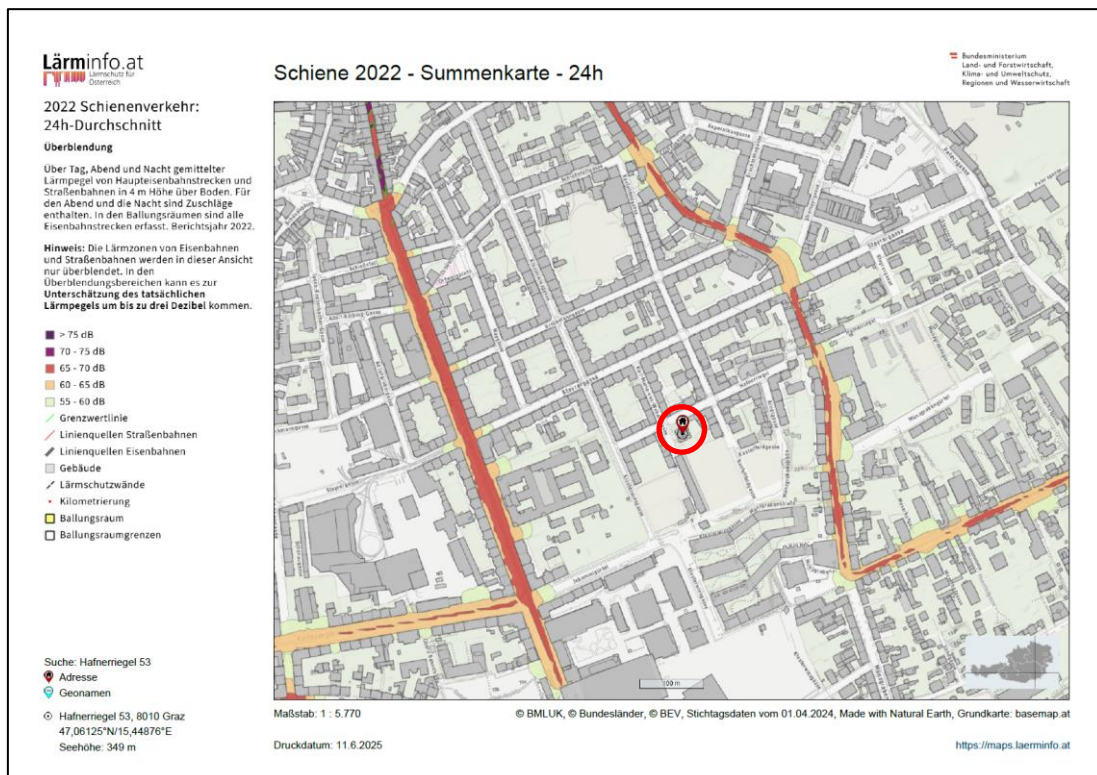 Lärminfo.at
Lärmschutz für
Österreich
Schiene 2022 - Summenkarte - 24h
Bundesministerium
Land- und Forstwirtschaft,
Klima- und Umweltschutz,
Regionen und Wasserwirtschaft
2022 Schienenverkehr:
24h-Durchschnitt
Überblendung
Über Tag, Abend und Nacht gemittelter
Lärmpegel von Haupteisenbahnstrecken und
Straßenbahnen in 4 m Höhe über Boden. Für
den Abend und die Nacht sind Zuschläge
enthalten. In den Ballungsräumen sind alle
Eisenbahnstrecken erfasst. Berichtsjahr 2022.
Hinweis: Die Lärmzonen von Eisenbahnen
und Straßenbahnen werden in dieser Ansicht
nur überblendet. In den
Überblendungsbereichen kann es zur
Unterschätzung des tatsächlichen
Lärmpegels um bis zu drei Dezibel kommen.
> 75 dB
70 - 75 dB
65 - 70 dB
60 - 65 dB
55 - 60 dB
Grenzwertlinie
Linienquellen Straßenbahnen
Linienquellen Eisenbahnen
Gebäude
Lärmschutzwände
Kilometrierung
Ballungsraum
Ballungsraumgrenzen
Steyrergasse
Steyrergasse
Hafnerriegel
100 m
Suche: Hafnerriegel 53
Adresse
Geonamen
Hafnerriegel 53, 8010 Graz
47,06125°N/15,44876°E
Seehöhe: 349 m
Maßstab: 1 : 5.770
© BMLUK, © Bundesländer, © BEV, Stichtagsdaten vom 01.04.2024, Made with Natural Earth, Grundkarte: basemap.at
Druckdatum: 11.6.2025
https://maps.laerminfo.at